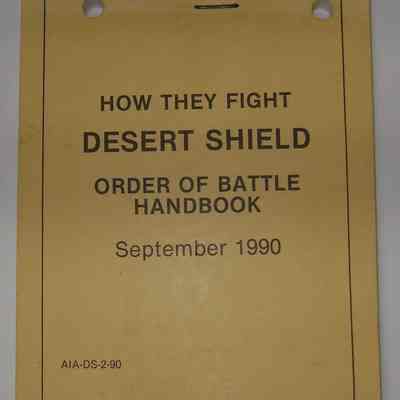 HOW THEY FIGHT
DESERT SHIELD
ORDER OF BATTLE
HANDBOOK
September 1990
AIA-DS-2-90